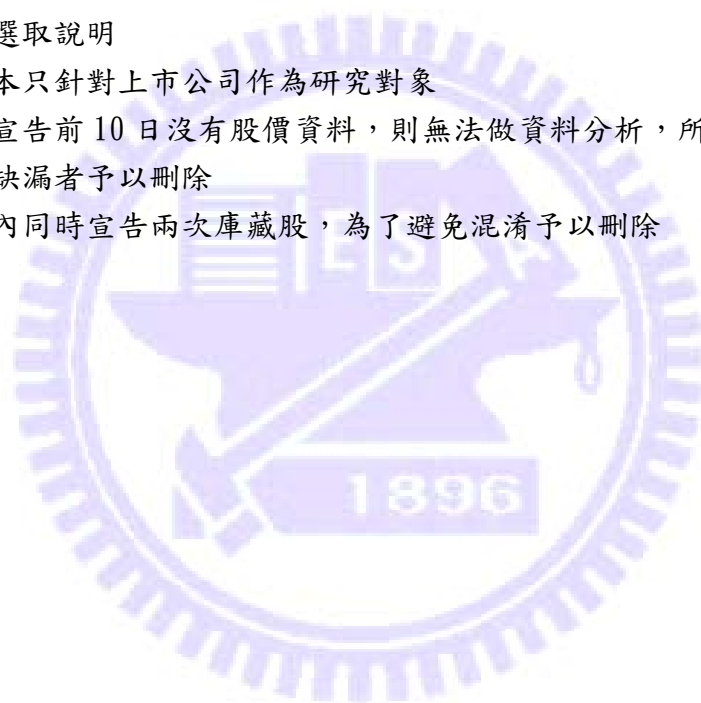 選取說明
本只針對上市公司作為研究對象
宣告前 10 日沒有股價資料，則無法做資料分析，所
缺漏者予以刪除
內同時宣告兩次庫藏股，為了避免混淆予以刪除
ES
1896